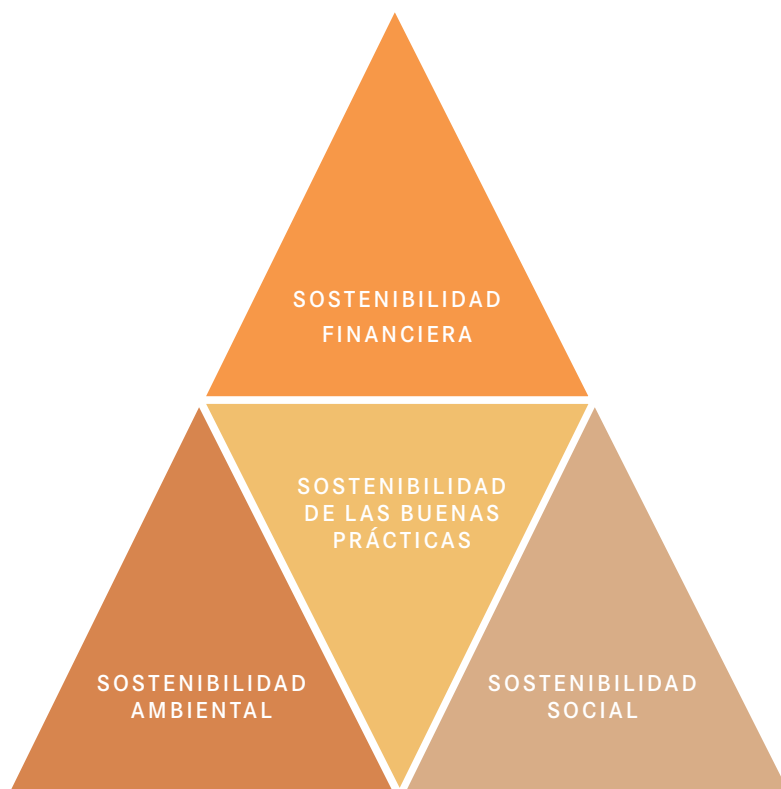 SOSTENIBILIDAD
FINANCIERA
SOSTENIBILIDAD
DE LAS BUENAS
PRÁCTICAS
SOSTENIBILIDAD
AMBIENTAL
SOSTENIBILIDAD
SOCIAL